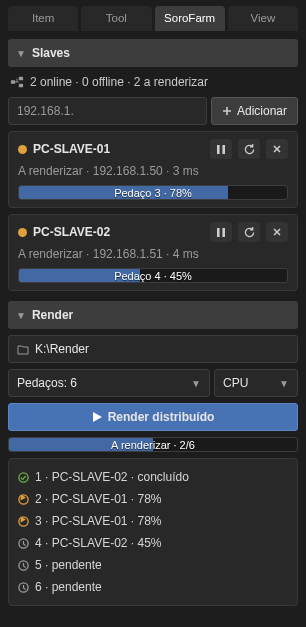 Item Tool SoroFarm View
Slaves
2 online · 0 offline · 2 a renderizar
192.168.1. + Adicionar
PC-SLAVE-01
A renderizar · 192.168.1.50 · 3 ms
Pedaço 3 · 78%
PC-SLAVE-02
A renderizar · 192.168.1.51 · 4 ms
Pedaço 4 · 45%
Render
K:\Render
Pedaços: 6 CPU
Render distribuído
A renderizar · 2/6
1 · PC-SLAVE-02 · concluído
2 · PC-SLAVE-01 · 78%
3 · PC-SLAVE-01 · 78%
4 · PC-SLAVE-02 · 45%
5 · pendente
6 · pendente